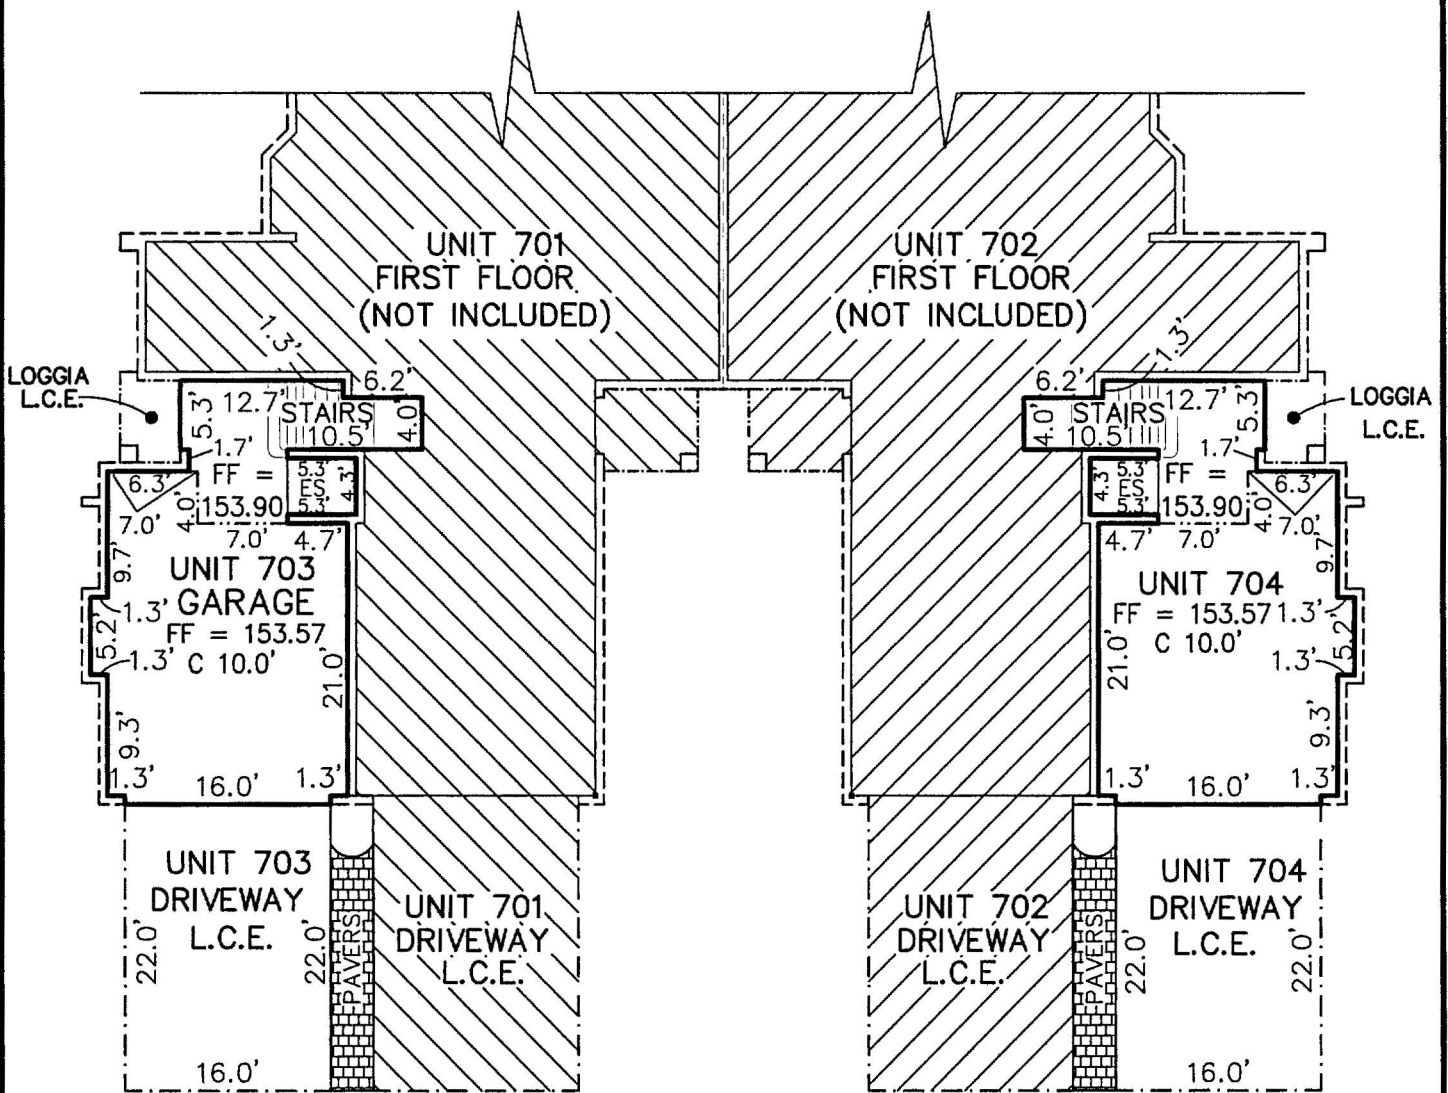 UNIT 701
FIRST FLOOR
(NOT INCLUDED)
UNIT 702
FIRST FLOOR
(NOT INCLUDED)
LOGGIA
L.C.E.
1.3'
6.2'
12.7'
STAIRS
10.5'
4.0'
5.3'
1.7'
6.3'
7.0'
4.0'
FF =
153.90
5.3'
ES
5.3'
4.3'
7.0'
4.7'
9.7'
UNIT 703
GARAGE
FF = 153.57
C 10.0'
1.3'
5.2'
1.3'
21.0'
9.3'
1.3'
16.0'
1.3'
UNIT 703
DRIVEWAY
L.C.E.
22.0'
22.0'
16.0'
PAVERS
UNIT 701
DRIVEWAY
L.C.E.
1.3'
6.2'
STAIRS
12.7'
4.0'
10.5'
5.3'
LOGGIA
L.C.E.
1.7'
4.3'
5.3'
ES
5.3'
FF =
153.90
6.3'
4.0'
7.0'
4.7'
7.0'
9.7'
UNIT 704
FF = 153.57
C 10.0'
1.3'
5.2'
1.3'
21.0'
9.3'
1.3'
16.0'
1.3'
UNIT 702
DRIVEWAY
L.C.E.
PAVERS
UNIT 704
DRIVEWAY
L.C.E.
22.0'
22.0'
16.0'